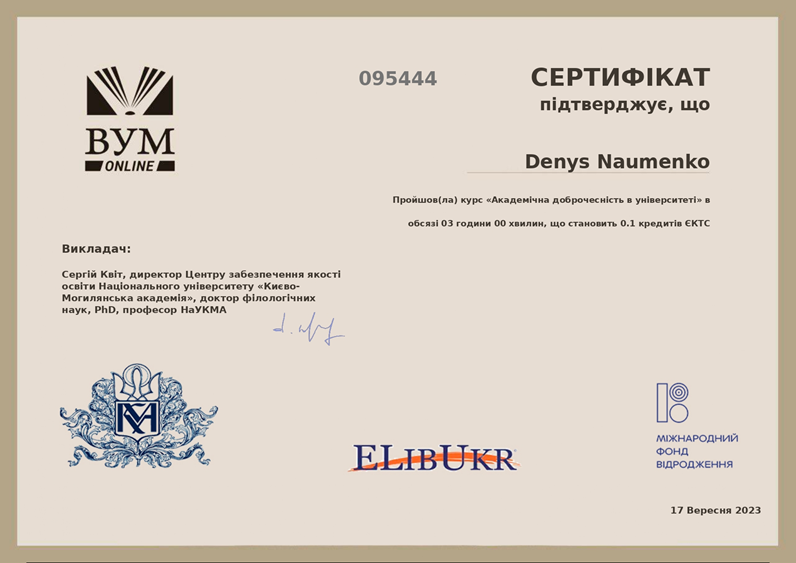 ВУМ
ONLINE
095444
СЕРТИФІКАТ
підтверджує, що
Denys Naumenko
Пройшов(ла) курс «Академічна доброчесність в університеті» в
обсязі 03 години 00 хвилин, що становить 0.1 кредитів ЄКТС
Викладач:
Сергій Квіт, директор Центру забезпечення якості
освіти Національного університету «Києво-
Могилянська академія», доктор філологічних
наук, PhD, професор НаУКМА
ELIBUKR
МІЖНАРОДНИЙ
ФОНД
ВІДРОДЖЕННЯ
17 Вересня 2023